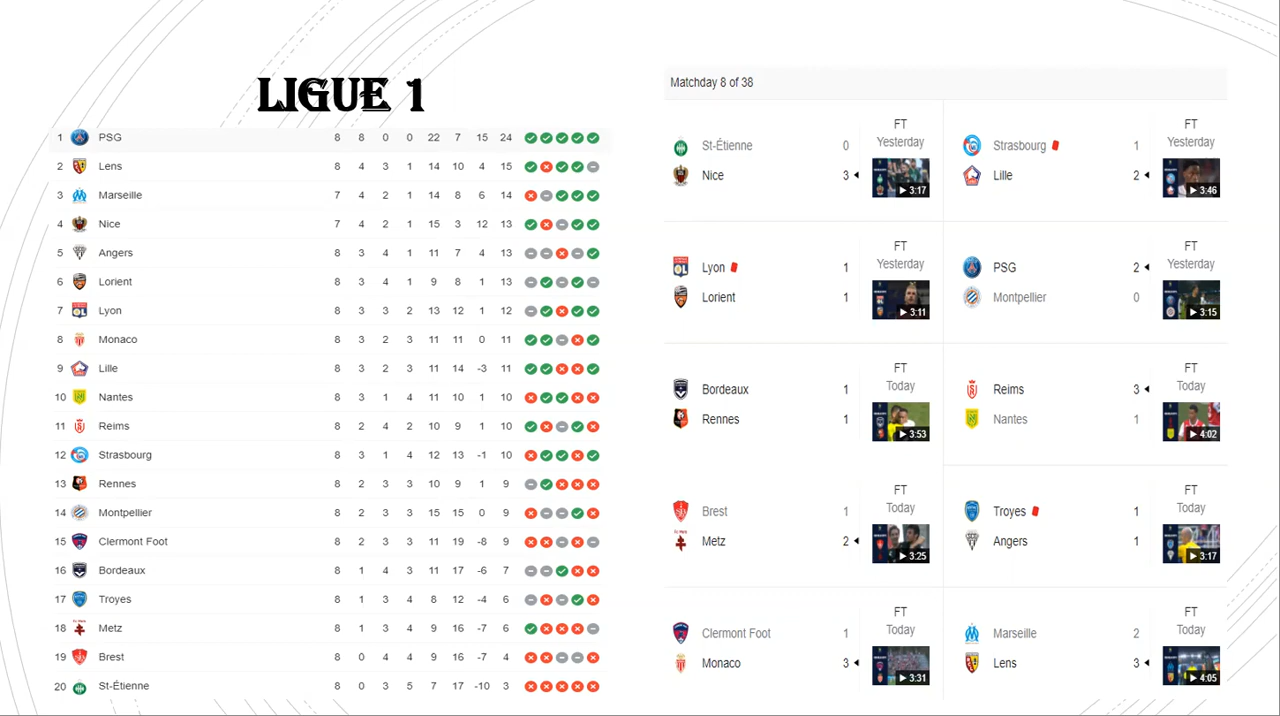 LIGUE 1
1 PSG 8 8 0 0 22 7 15 24
2 Lens 8 4 3 1 14 10 4 15
3 Marseille 7 4 2 1 14 8 6 14
4 Nice 7 4 2 1 15 3 12 13
5 Angers 8 3 4 1 11 7 4 13
6 Lorient 8 3 4 1 9 8 1 13
7 Lyon 8 3 3 2 13 12 1 12
8 Monaco 8 3 2 3 11 11 0 11
9 Lille 8 3 2 3 11 14 -3 11
10 Nantes 8 3 1 4 11 10 1 10
11 Reims 8 2 4 2 10 9 1 10
12 Strasbourg 8 3 1 4 12 13 -1 10
13 Rennes 8 2 3 3 10 9 1 9
14 Montpellier 8 2 3 3 15 15 0 9
15 Clermont Foot 8 2 3 3 11 19 -8 9
16 Bordeaux 8 1 4 3 11 17 -6 7
17 Troyes 8 1 3 4 8 12 -4 6
18 Metz 8 1 3 4 9 16 -7 6
19 Brest 8 0 4 4 9 16 -7 4
20 St-Étienne 8 0 3 5 7 17 -10 3
Matchday 8 of 38
St-Étienne 0
Nice 3
FT
Yesterday
3:17
Strasbourg 1
Lille 2
FT
Yesterday
3:46
Lyon 1
Lorient 1
FT
Yesterday
3:11
PSG 2
Montpellier 0
FT
Yesterday
3:15
Bordeaux 1
Rennes 1
FT
Today
3:53
Reims 3
Nantes 1
FT
Today
4:02
Brest 1
Metz 2
FT
Today
3:25
Troyes 1
Angers 1
FT
Today
3:17
Clermont Foot 1
Monaco 3
FT
Today
3:31
Marseille 2
Lens 3
FT
Today
4:05